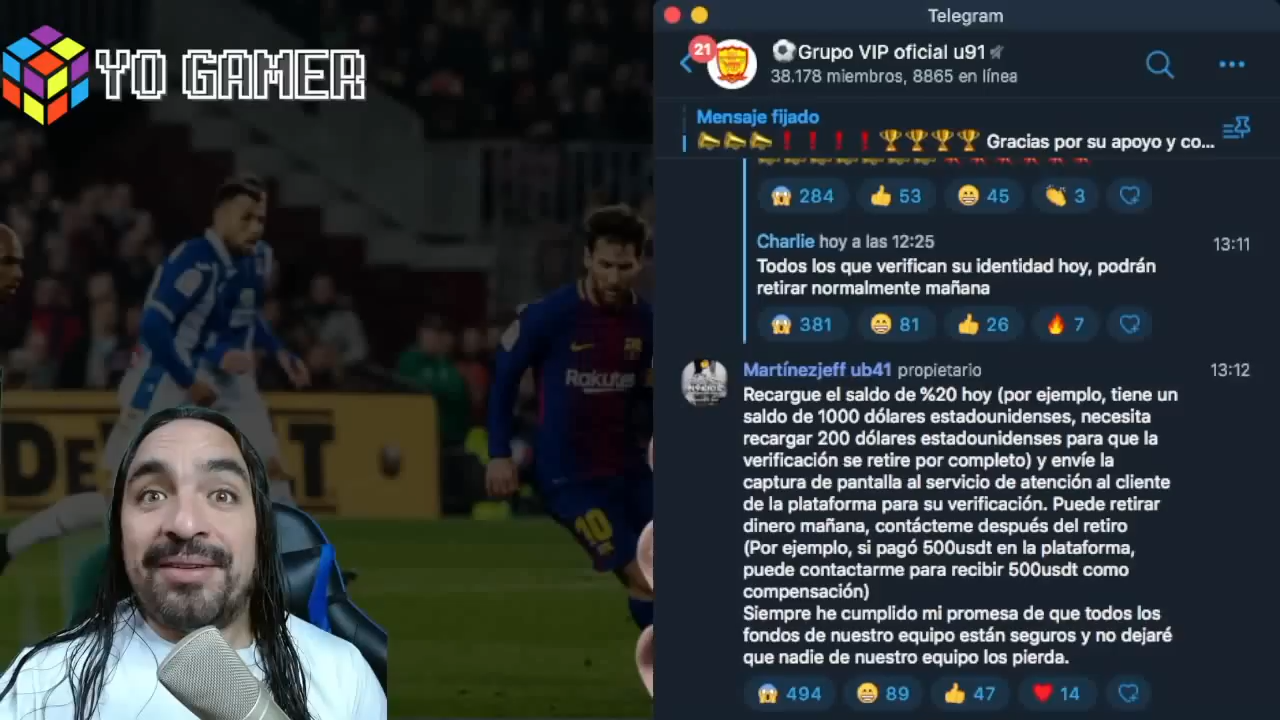 YO GAMER
DeWALT
Rakuten
10
Telegram
21
Grupo VIP oficial u91
38.178 miembros, 8865 en línea
Mensaje fijado
Gracias por su apoyo y co...
284 53 45 3
Charlie hoy a las 12:25 13:11
Todos los que verifican su identidad hoy, podrán
retirar normalmente mañana
381 81 26 7
Martínezjeff ub41 propietario 13:12
Recargue el saldo de %20 hoy (por ejemplo, tiene un
saldo de 1000 dólares estadounidenses, necesita
recargar 200 dólares estadounidenses para que la
verificación se retire por completo) y envíe la
captura de pantalla al servicio de atención al cliente
de la plataforma para su verificación. Puede retirar
dinero mañana, contácteme después del retiro
(Por ejemplo, si pagó 500usdt en la plataforma,
puede contactarme para recibir 500usdt como
compensación)
Siempre he cumplido mi promesa de que todos los
fondos de nuestro equipo están seguros y no dejaré
que nadie de nuestro equipo los pierda.
494 89 47 14